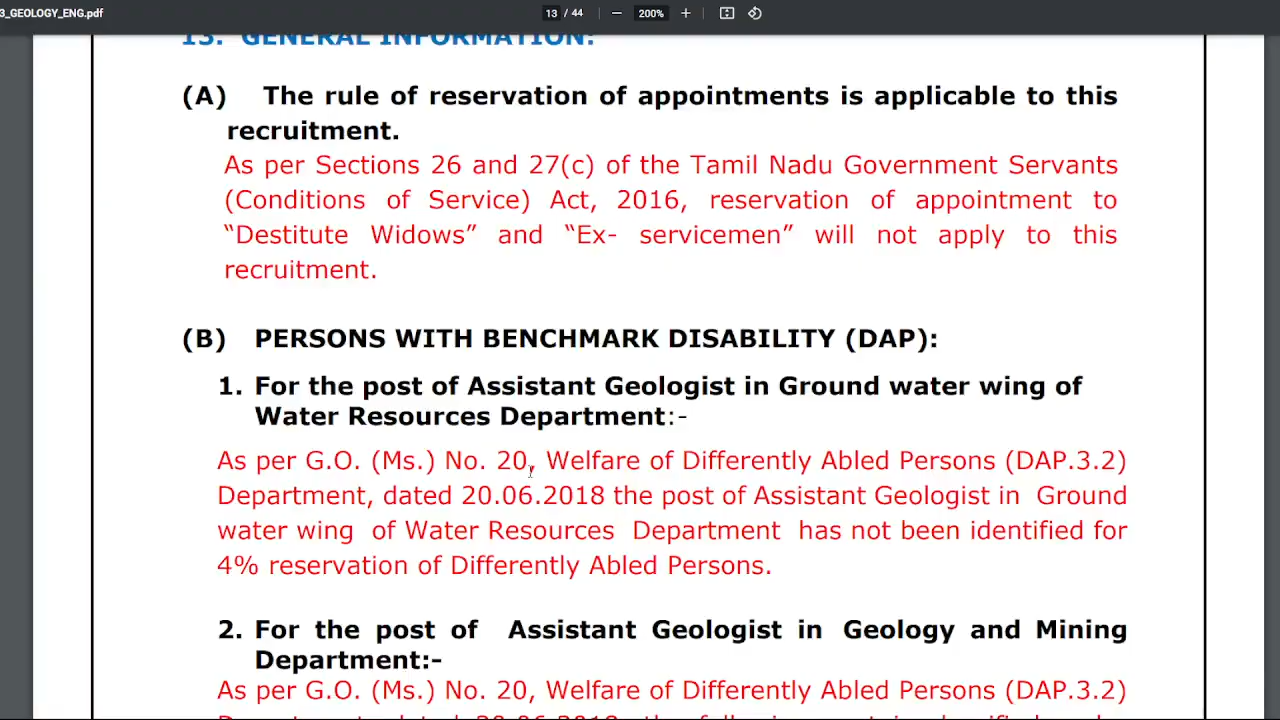 3_GEOLOGY_ENG.pdf
13 / 44
200%
13. GENERAL INFORMATION:
(A) The rule of reservation of appointments is applicable to this
recruitment.
As per Sections 26 and 27(c) of the Tamil Nadu Government Servants
(Conditions of Service) Act, 2016, reservation of appointment to
“Destitute Widows” and “Ex- servicemen” will not apply to this
recruitment.
(B) PERSONS WITH BENCHMARK DISABILITY (DAP):
1. For the post of Assistant Geologist in Ground water wing of
Water Resources Department:-
As per G.O. (Ms.) No. 20, Welfare of Differently Abled Persons (DAP.3.2)
Department, dated 20.06.2018 the post of Assistant Geologist in Ground
water wing of Water Resources Department has not been identified for
4% reservation of Differently Abled Persons.
2. For the post of Assistant Geologist in Geology and Mining
Department:-
As per G.O. (Ms.) No. 20, Welfare of Differently Abled Persons (DAP.3.2)